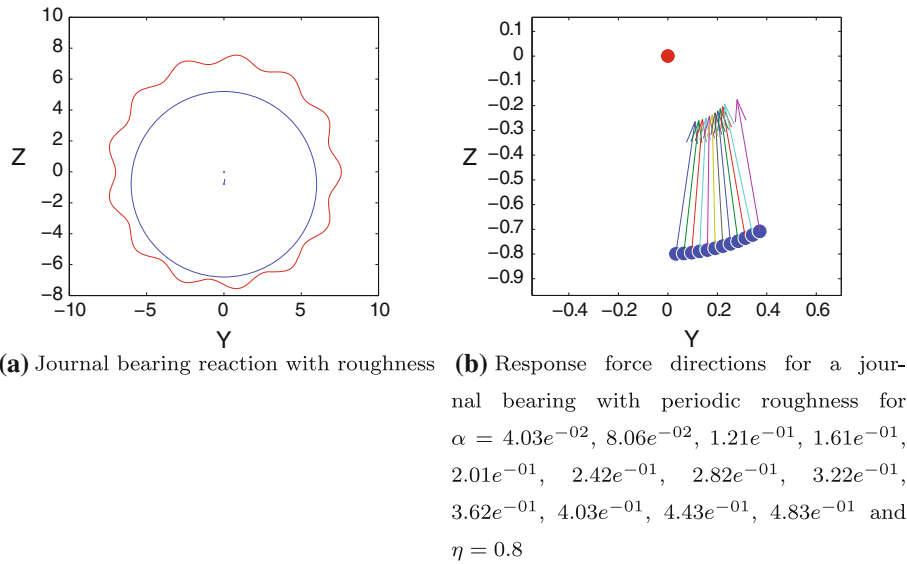 10
8
6
4
2
0
−2
−4
−6
−8
Z
−10 −5 0 5 10
Y
0.1
0
−0.1
−0.2
−0.3
−0.4
−0.5
−0.6
−0.7
−0.8
−0.9
Z
−0.4 −0.2 0 0.2 0.4 0.6
Y
(a) Journal bearing reaction with roughness
(b) Response force directions for a jour-
nal bearing with periodic roughness for
α = 4.03e−02, 8.06e−02, 1.21e−01, 1.61e−01,
2.01e−01, 2.42e−01, 2.82e−01, 3.22e−01,
3.62e−01, 4.03e−01, 4.43e−01, 4.83e−01 and
η = 0.8